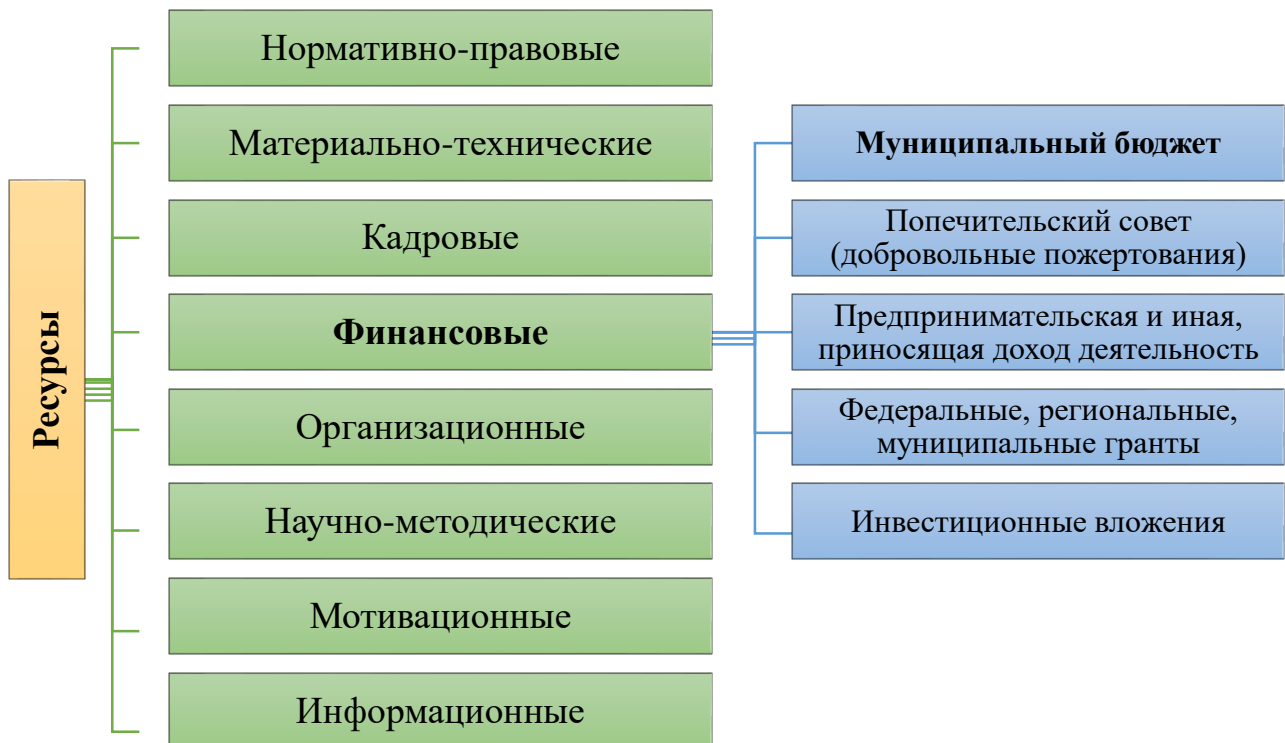 Ресурсы
Нормативно-правовые
Материально-технические
Кадровые
Финансовые
Организационные
Научно-методические
Мотивационные
Информационные
Муниципальный бюджет
Попечительский совет
(добровольные пожертования)
Предпринимательская и иная,
приносящая доход деятельность
Федеральные, региональные,
муниципальные гранты
Инвестиционные вложения